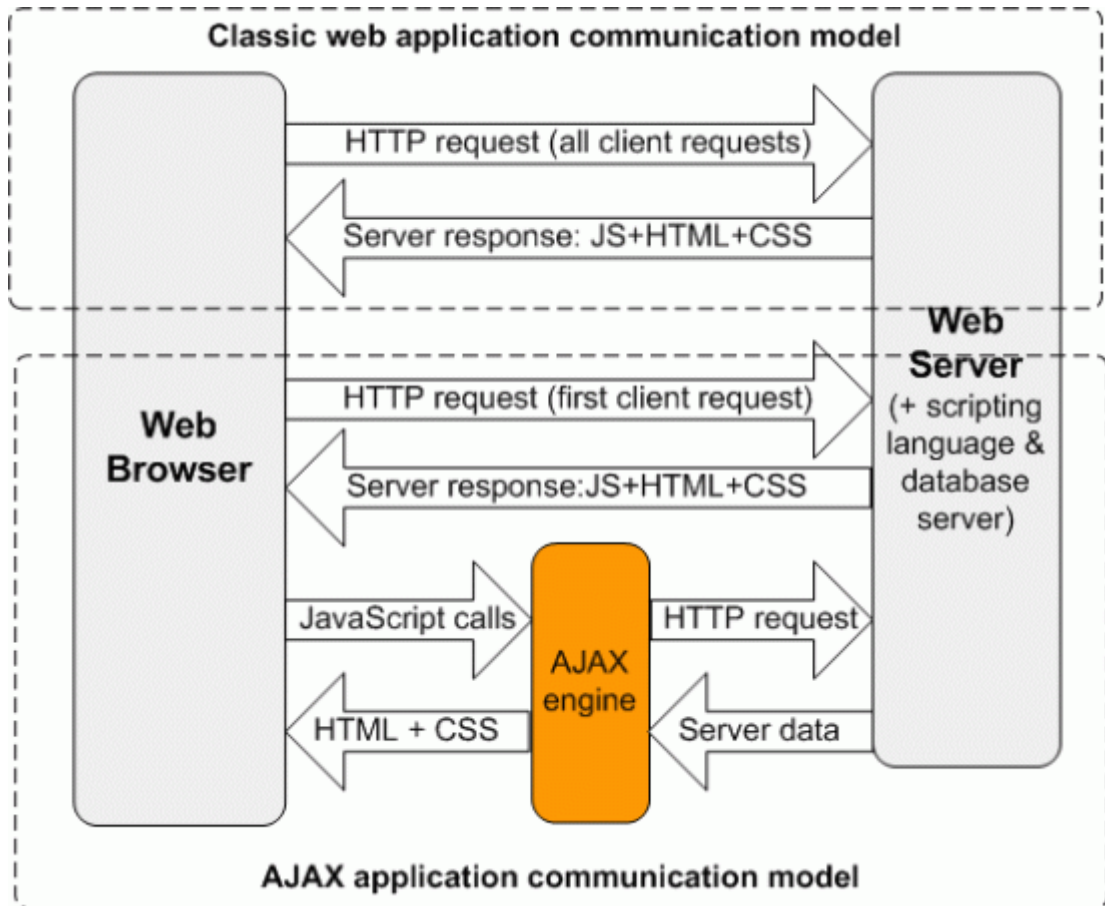 Classic web application communication model
HTTP request (all client requests)
Server response: JS+HTML+CSS
Web
Server
(+ scripting
language &
database
server)
Web
Browser
HTTP request (first client request)
Server response:JS+HTML+CSS
JavaScript calls
HTTP request
AJAX
engine
HTML + CSS
Server data
AJAX application communication model